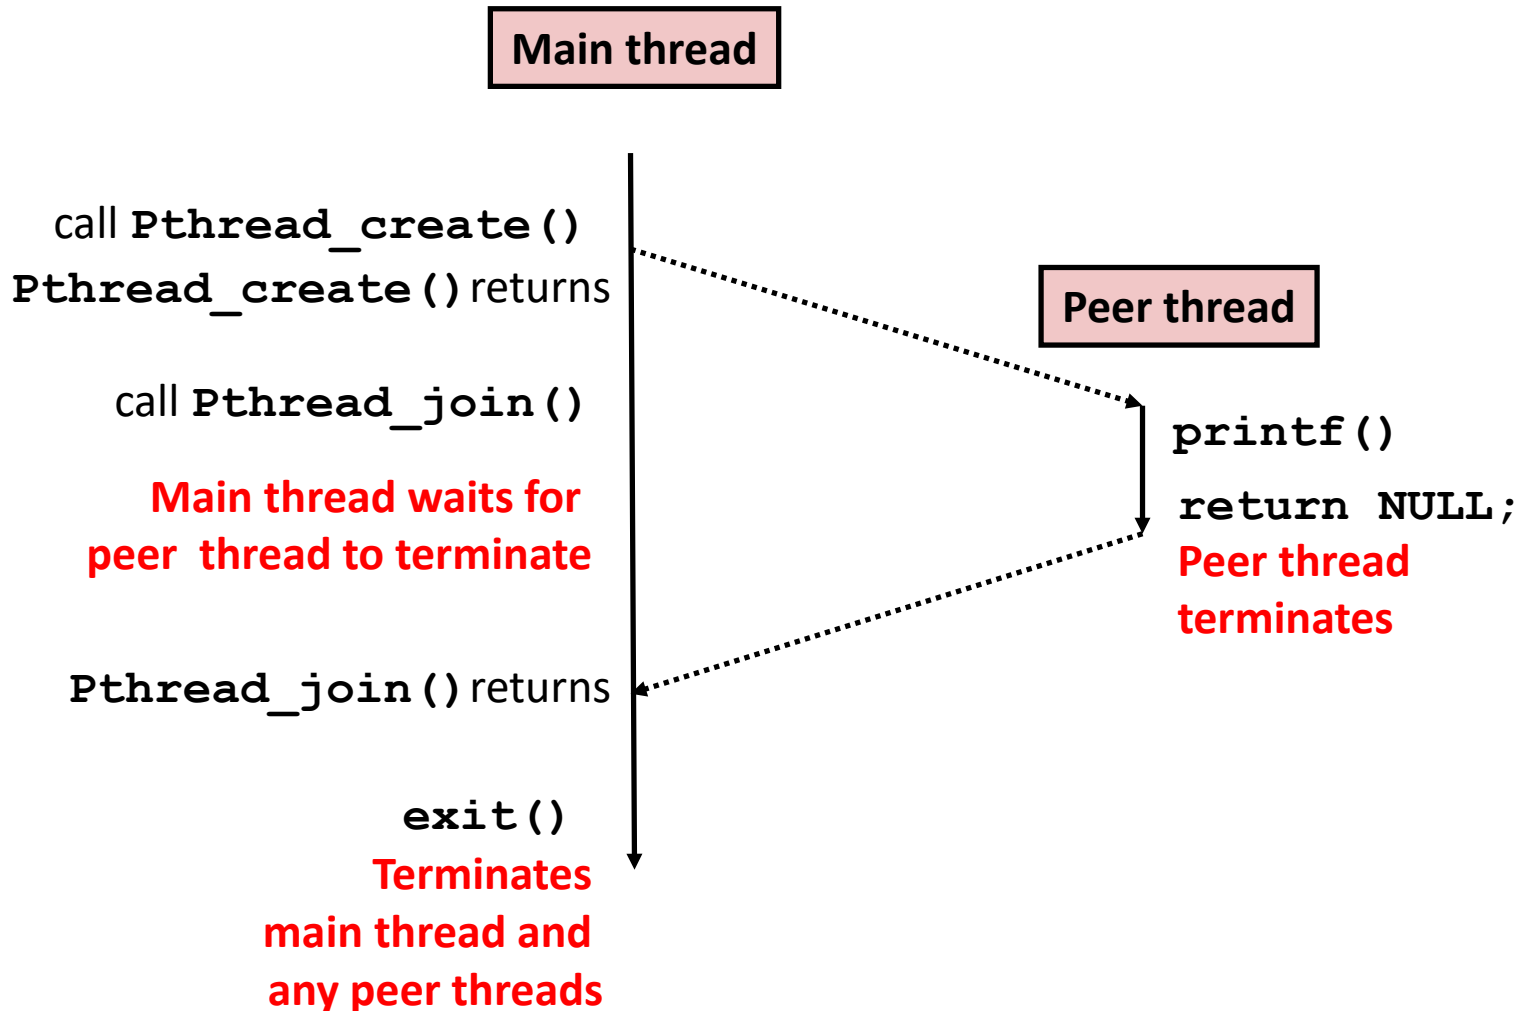 Main thread
call Pthread_create()
Pthread_create() returns
Peer thread
call Pthread_join()
printf()
Main thread waits for
peer thread to terminate
return NULL;
Peer thread
terminates
Pthread_join() returns
exit()
Terminates
main thread and
any peer threads